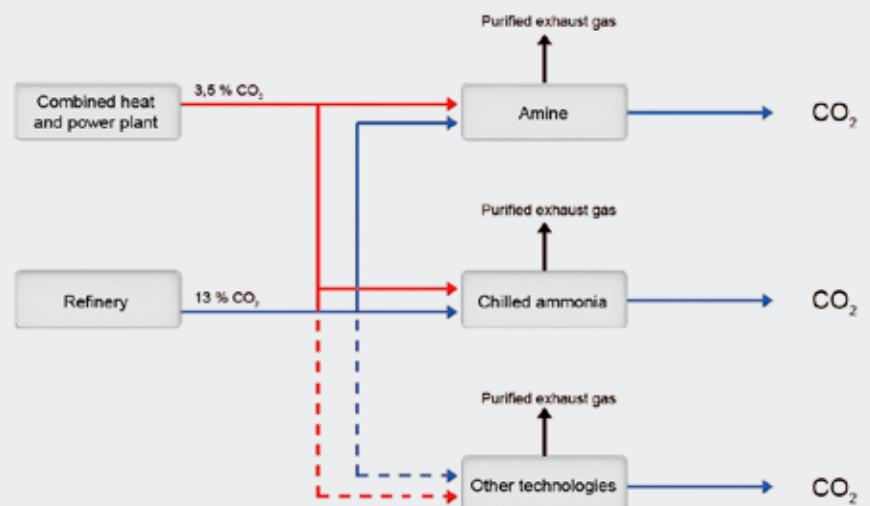 Purified exhaust gas
Combined heat
and power plant
3,5 % CO₂
Amine
CO₂
Purified exhaust gas
Refinery
13 % CO₂
Chilled ammonia
CO₂
Purified exhaust gas
Other technologies
CO₂